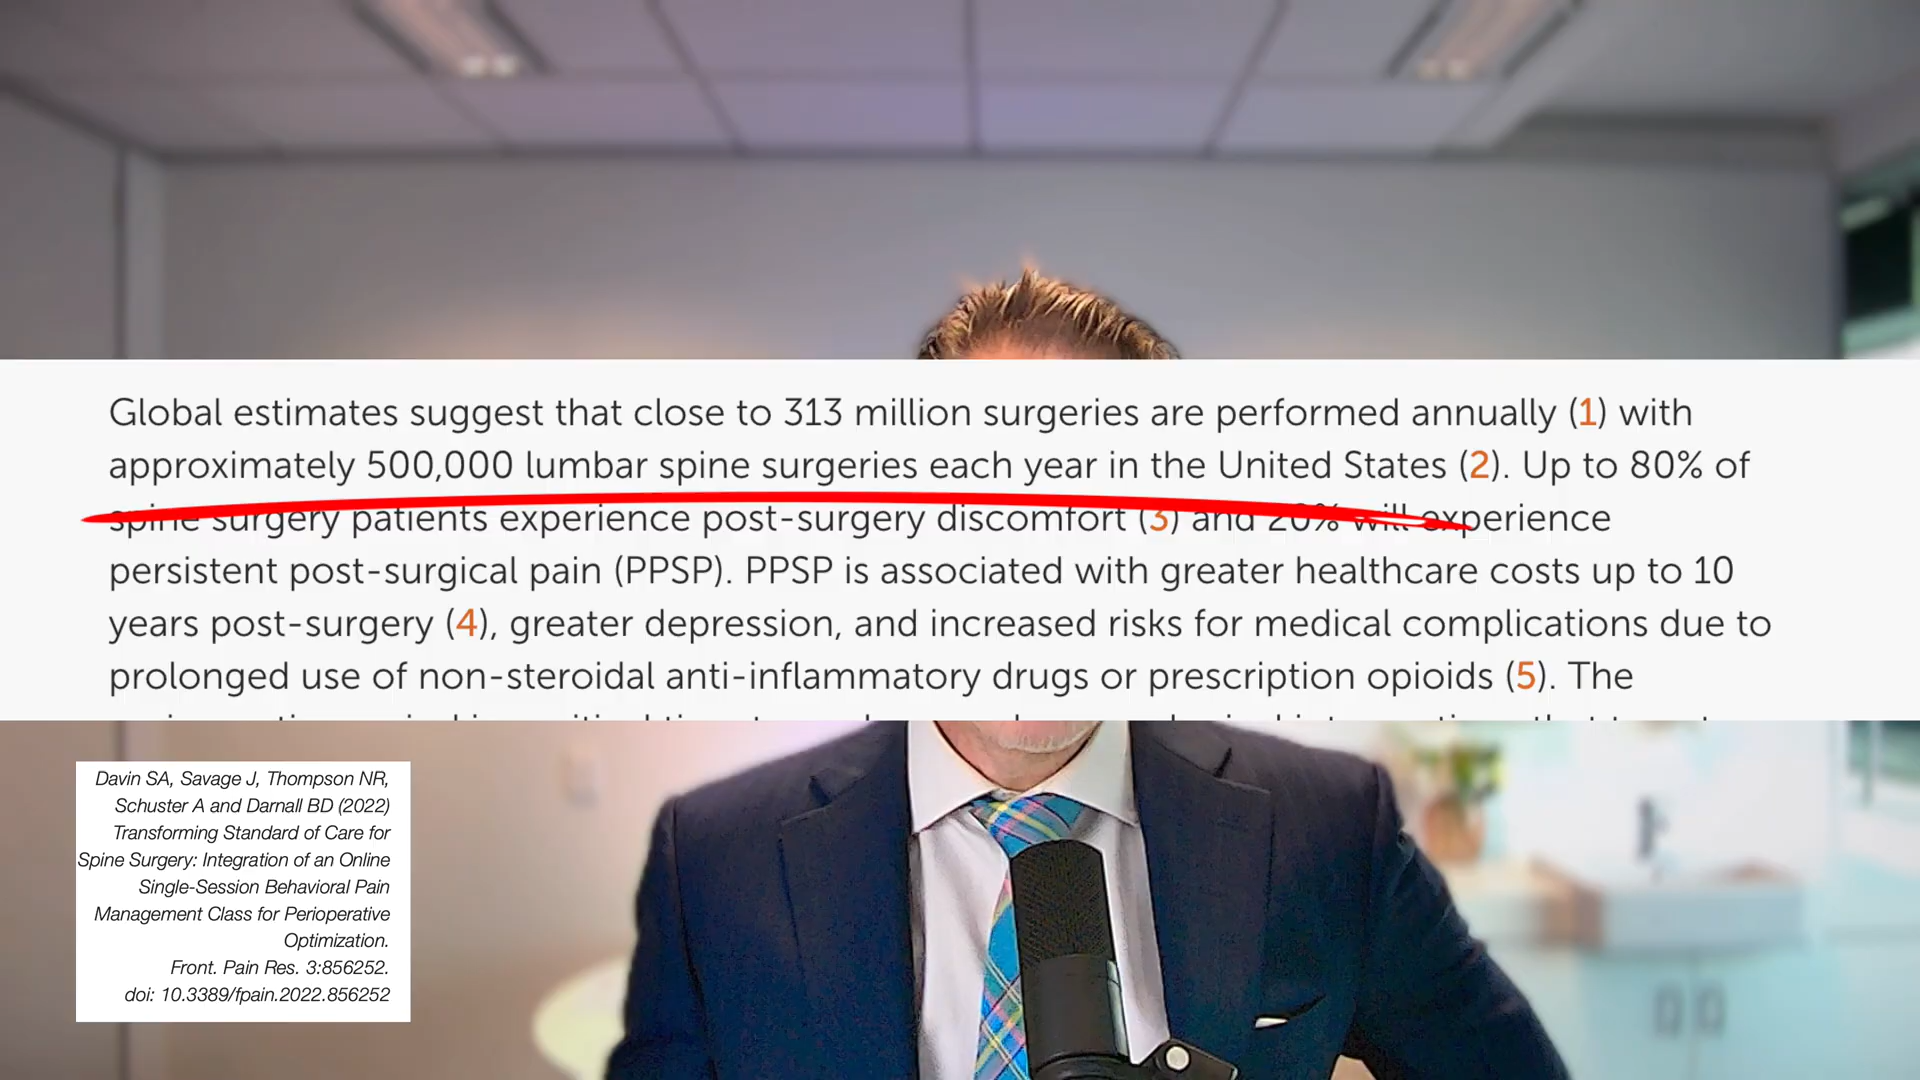 Global estimates suggest that close to 313 million surgeries are performed annually (1) with
approximately 500,000 lumbar spine surgeries each year in the United States (2). Up to 80% of
spine surgery patients experience post-surgery discomfort (3) and 20% will experience
persistent post-surgical pain (PPSP). PPSP is associated with greater healthcare costs up to 10
years post-surgery (4), greater depression, and increased risks for medical complications due to
prolonged use of non-steroidal anti-inflammatory drugs or prescription opioids (5). The
Davin SA, Savage J, Thompson NR,
Schuster A and Darnall BD (2022)
Transforming Standard of Care for
Spine Surgery: Integration of an Online
Single-Session Behavioral Pain
Management Class for Perioperative
Optimization.
Front. Pain Res. 3:856252.
doi: 10.3389/fpain.2022.856252